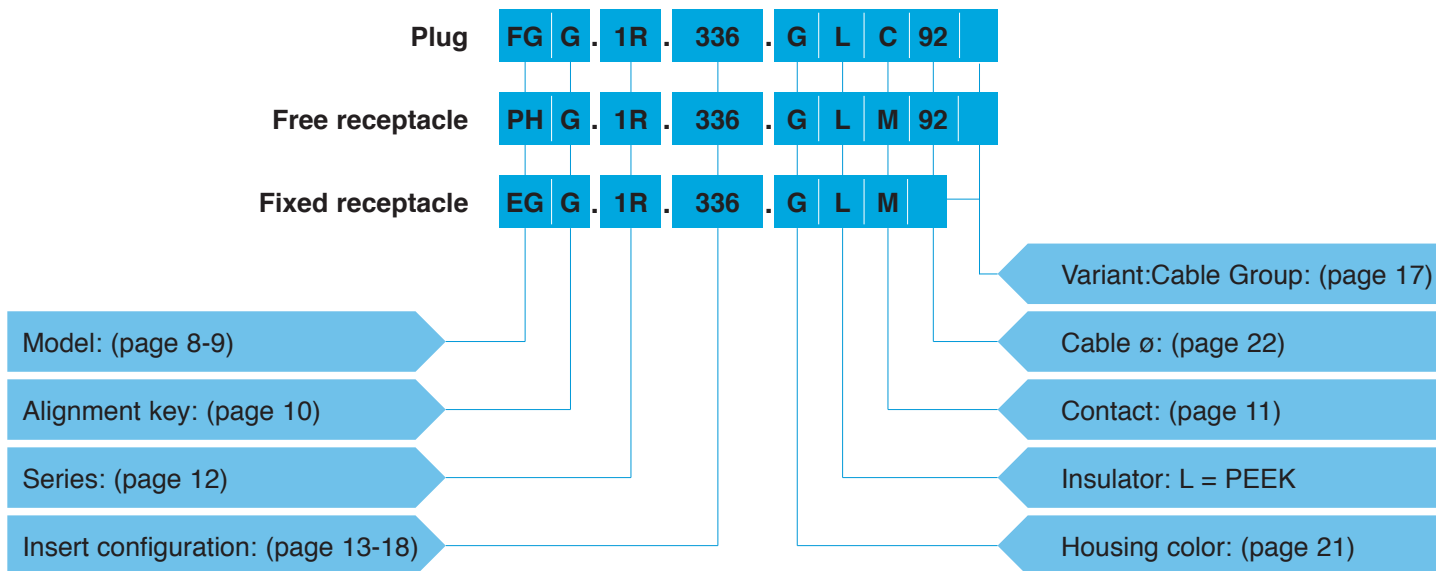 Plug FG G . 1R . 336 . G L C 92
Free receptacle PH G . 1R . 336 . G L M 92
Fixed receptacle EG G . 1R . 336 . G L M
Variant:Cable Group: (page 17)
Model: (page 8-9)
Cable ø: (page 22)
Alignment key: (page 10)
Contact: (page 11)
Series: (page 12)
Insulator: L = PEEK
Insert configuration: (page 13-18)
Housing color: (page 21)